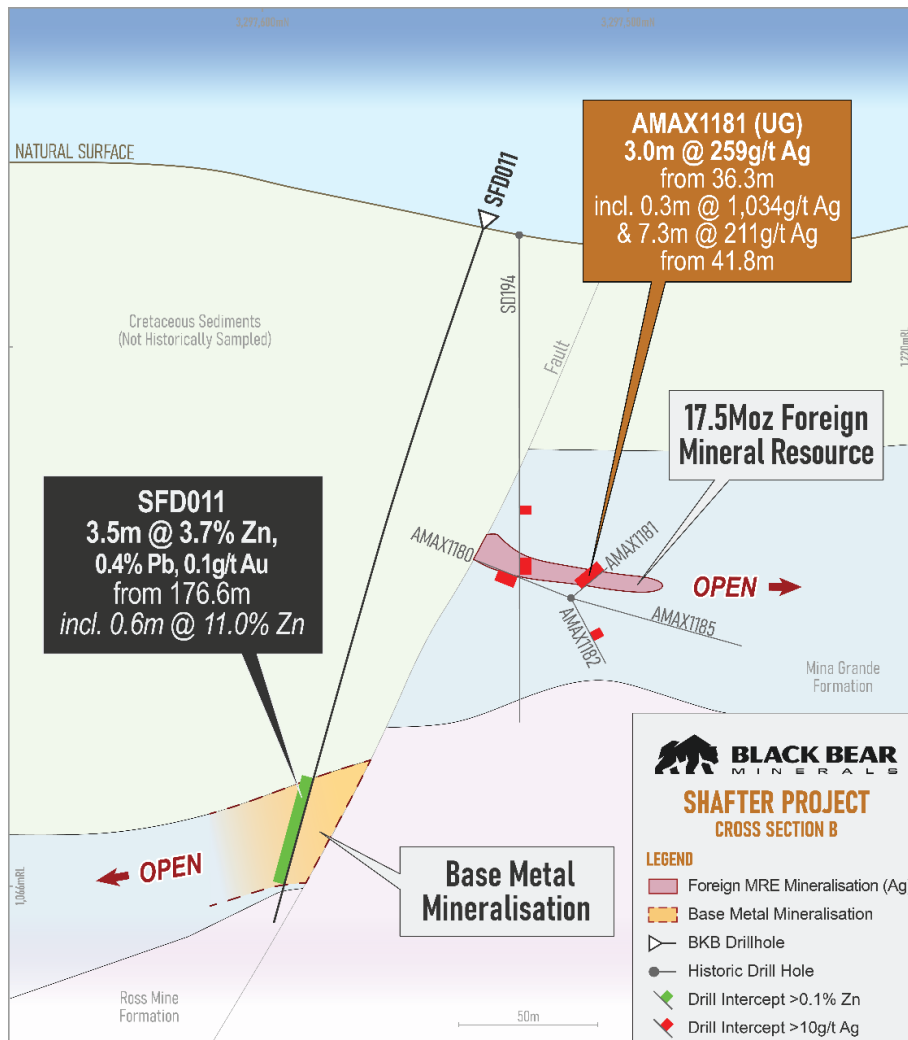 NATURAL SURFACE
SFD011
SD194
AMAX1181 (UG)
3.0m @ 259g/t Ag
from 36.3m
incl. 0.3m @ 1,034g/t Ag
& 7.3m @ 211g/t Ag
from 41.8m
Cretaceous Sediments
(Not Historically Sampled)
Fault
1220mRL
17.5Moz Foreign
Mineral Resource
SFD011
3.5m @ 3.7% Zn,
0.4% Pb, 0.1g/t Au
from 176.6m
incl. 0.6m @ 11.0% Zn
AMAX1180
AMAX1181
OPEN
AMAX1185
AMAX1182
Mina Grande
Formation
OPEN
1,066mRL
Base Metal
Mineralisation
Ross Mine
Formation
50m
BLACK BEAR
MINERALS
SHAFTER PROJECT
CROSS SECTION B
LEGEND
Foreign MRE Mineralisation (Ag)
Base Metal Mineralisation
BKB Drillhole
Historic Drill Hole
Drill Intercept >0.1% Zn
Drill Intercept >10g/t Ag